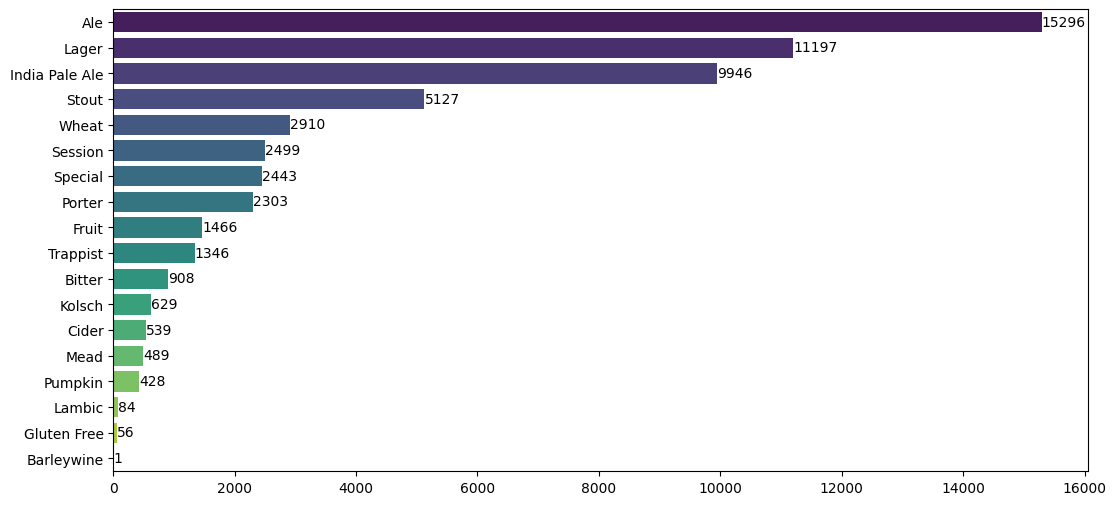 Ale 15296
Lager 11197
India Pale Ale 9946
Stout 5127
Wheat 2910
Session 2499
Special 2443
Porter 2303
Fruit 1466
Trappist 1346
Bitter 908
Kolsch 629
Cider 539
Mead 489
Pumpkin 428
Lambic 84
Gluten Free 56
Barleywine 1
0 2000 4000 6000 8000 10000 12000 14000 16000